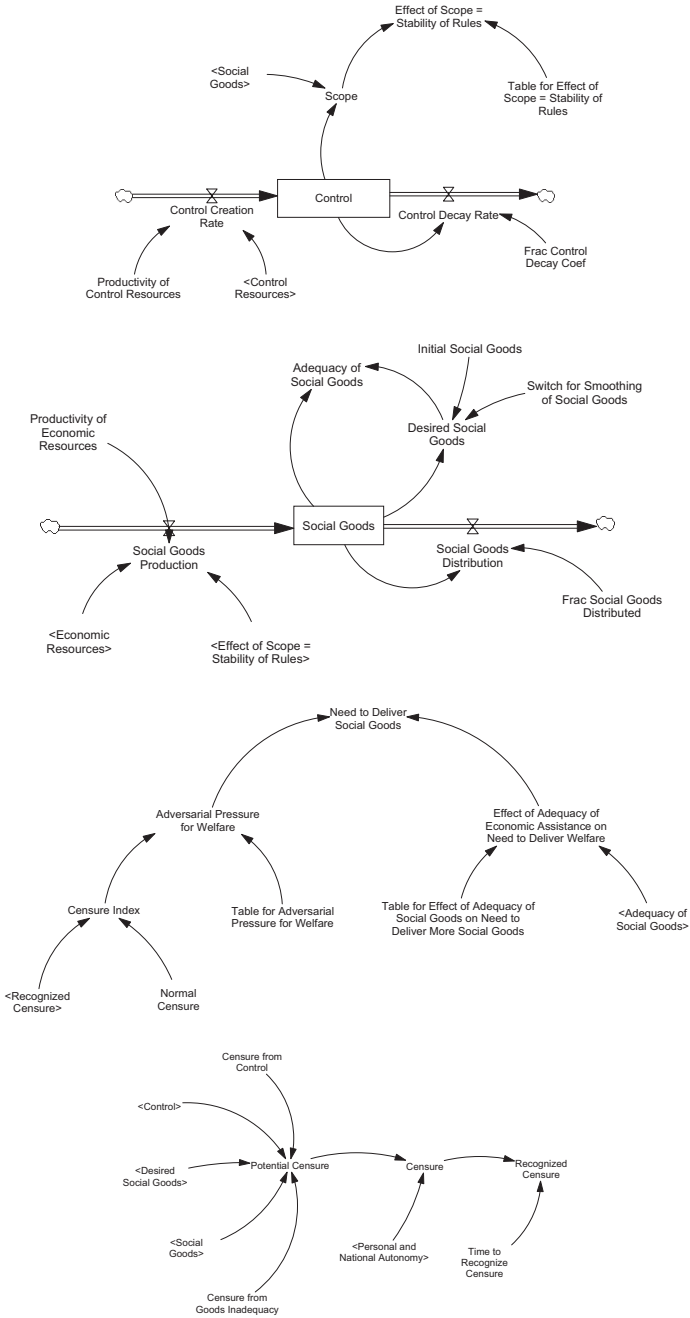 Effect of Scope =
Stability of Rules
<Social
Goods>
Scope
Table for Effect of
Scope = Stability of
Rules
Control
Control Creation
Rate
Control Decay Rate
Productivity of
Control Resources
<Control
Resources>
Frac Control
Decay Coef
Initial Social Goods
Adequacy of
Social Goods
Switch for Smoothing
of Social Goods
Desired Social
Goods
Productivity of
Economic
Resources
Social Goods
Social Goods
Production
Social Goods
Distribution
Frac Social Goods
Distributed
<Economic
Resources>
<Effect of Scope =
Stability of Rules>
Need to Deliver
Social Goods
Adversarial Pressure
for Welfare
Effect of Adequacy of
Economic Assistance on
Need to Deliver Welfare
Censure Index
Table for Adversarial
Pressure for Welfare
Table for Effect of Adequacy of
Social Goods on Need to
Deliver More Social Goods
<Adequacy of
Social Goods>
<Recognized
Censure>
Normal
Censure
Censure from
Control
<Control>
<Desired
Social Goods>
Potential Censure
Censure
Recognized
Censure
<Social
Goods>
<Personal and
National Autonomy>
Time to
Recognize
Censure
Censure from
Goods Inadequacy